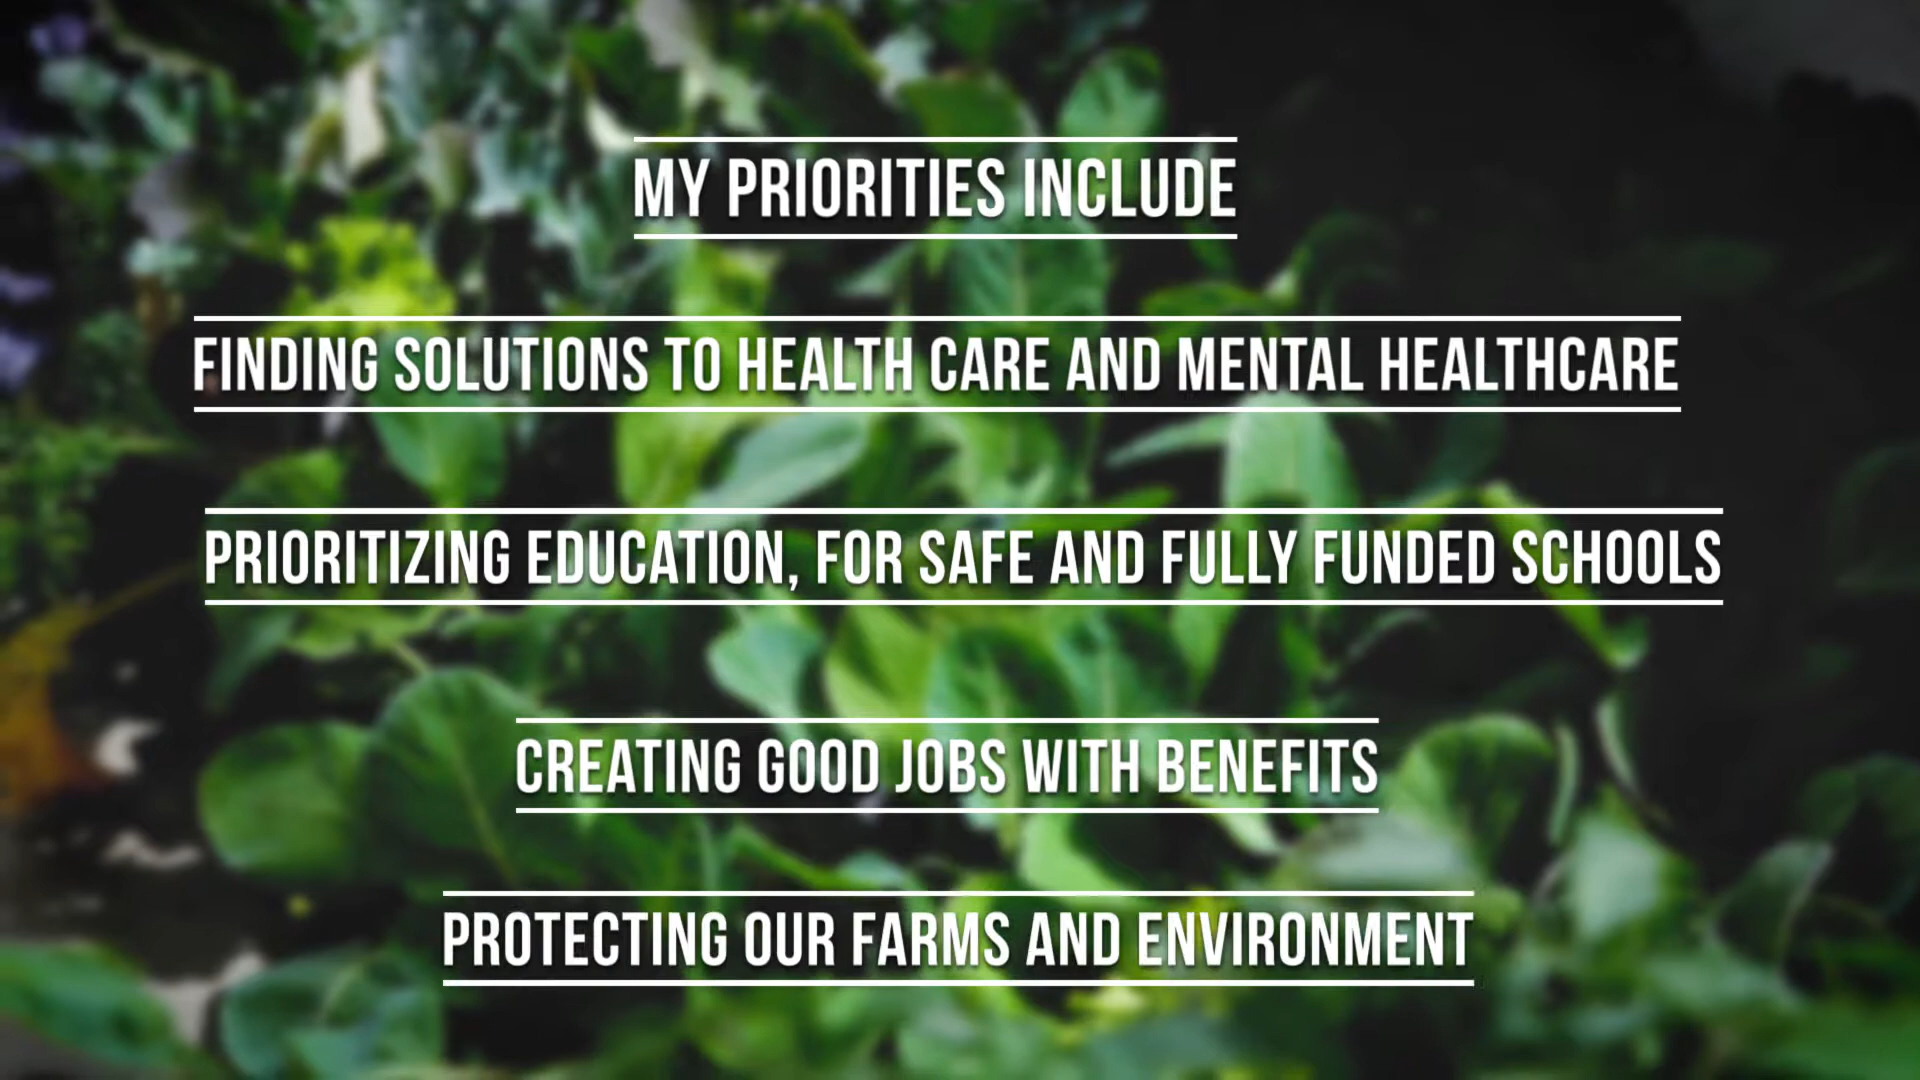 MY PRIORITIES INCLUDE
FINDING SOLUTIONS TO HEALTH CARE AND MENTAL HEALTHCARE
PRIORITIZING EDUCATION, FOR SAFE AND FULLY FUNDED SCHOOLS
CREATING GOOD JOBS WITH BENEFITS
PROTECTING OUR FARMS AND ENVIRONMENT